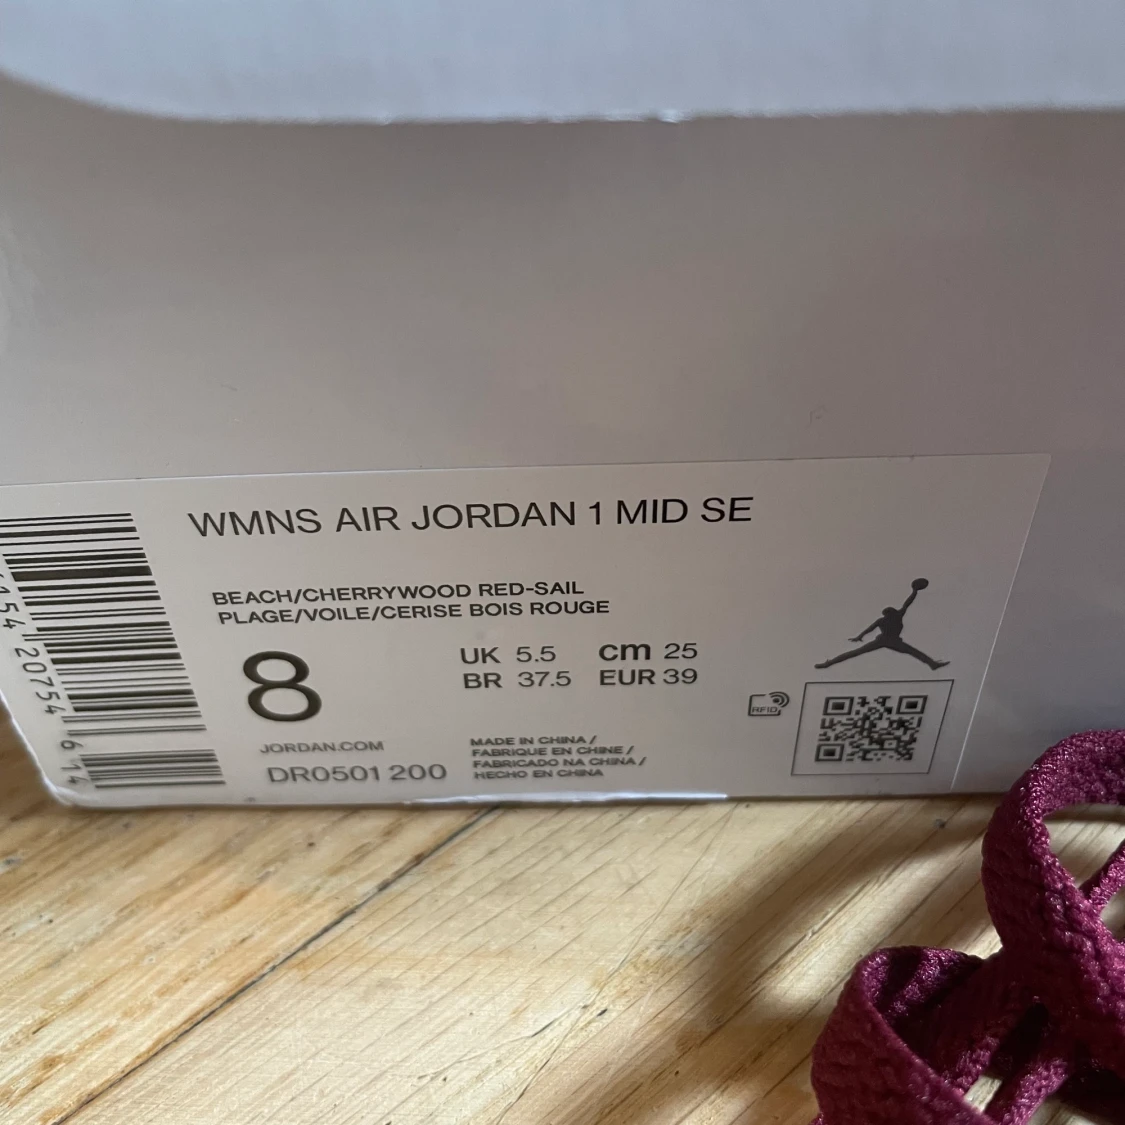 WMNS AIR JORDAN 1 MID SE
BEACH/CHERRYWOOD RED-SAIL
PLAGE/VOILE/CERISE BOIS ROUGE
8
UK 5.5 cm 25
BR 37.5 EUR 39
RFID
JORDAN.COM
DR0501 200
MADE IN CHINA /
FABRIQUE EN CHINE /
FABRICADO NA CHINA /
HECHO EN CHINA
20754
614